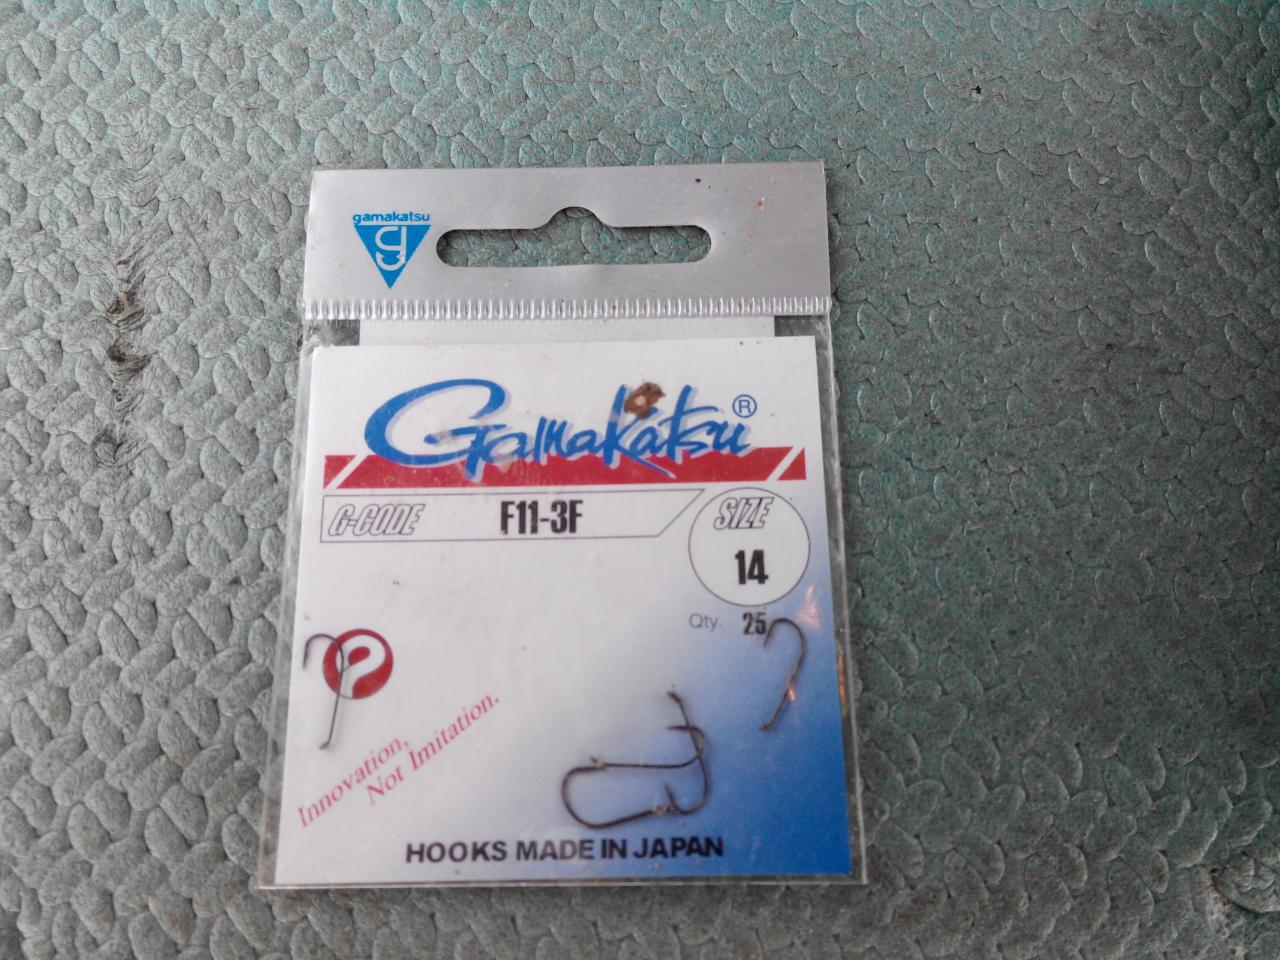 gamakatsu
Gamakatsu ®
G-CODE F11-3F
SIZE
14
Qty. 25
Innovation,
Not Imitation.
HOOKS MADE IN JAPAN